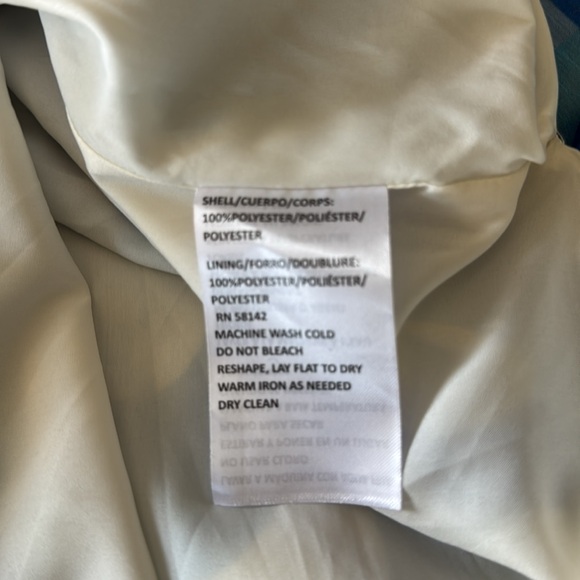 SHELL/CUERPO/CORPS:
100%POLYESTER/POLIÉSTER/
POLYESTER
LINING/FORRO/DOUBLURE:
100%POLYESTER/POLIÉSTER/
POLYESTER
RN 58142
MACHINE WASH COLD
DO NOT BLEACH
RESHAPE, LAY FLAT TO DRY
WARM IRON AS NEEDED
DRY CLEAN